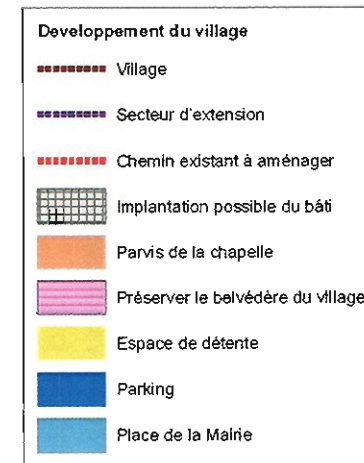 Developpement du village
Village
Secteur d'extension
Chemin existant à aménager
Implantation possible du bâti
Parvis de la chapelle
Préserver le belvédère du village
Espace de détente
Parking
Place de la Mairie